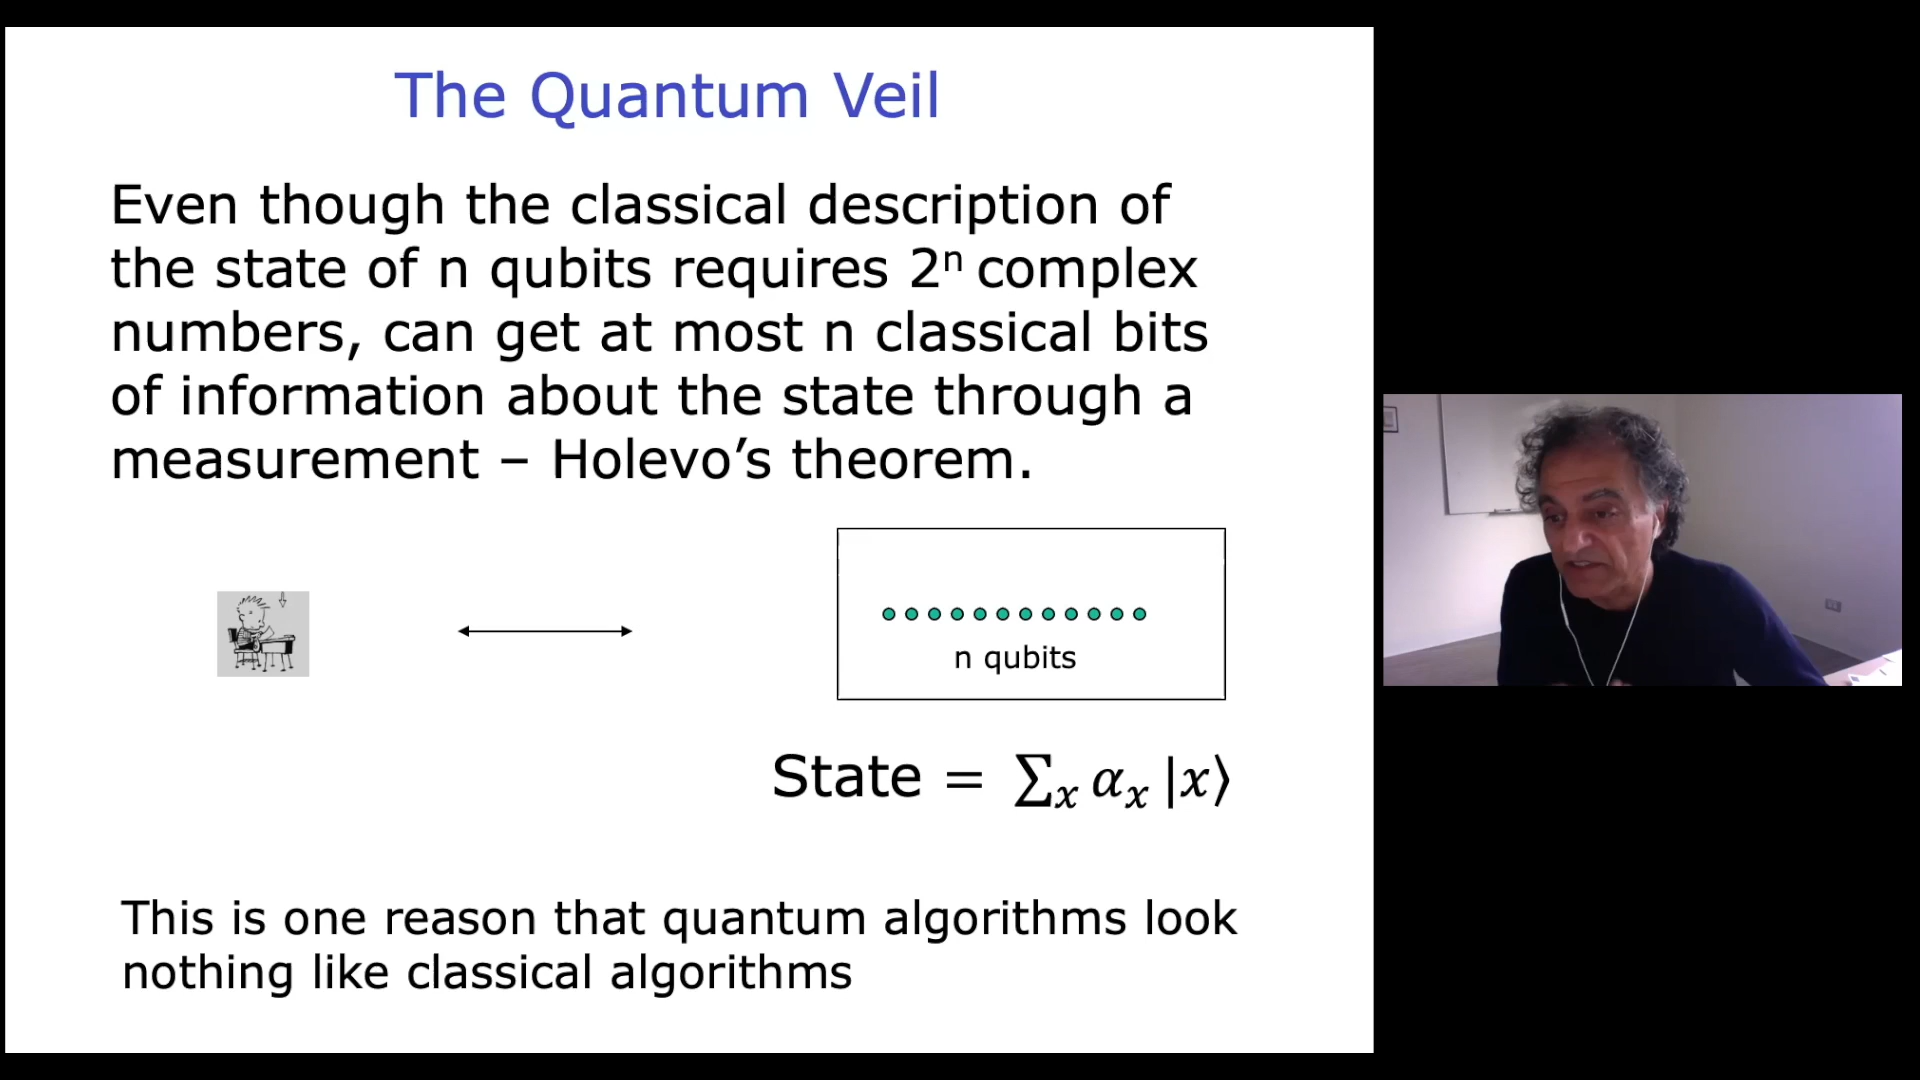 The Quantum Veil
Even though the classical description of
the state of n qubits requires 2ⁿ complex
numbers, can get at most n classical bits
of information about the state through a
measurement – Holevo’s theorem.
n qubits
State = ∑ₓ αₓ |x⟩
This is one reason that quantum algorithms look
nothing like classical algorithms